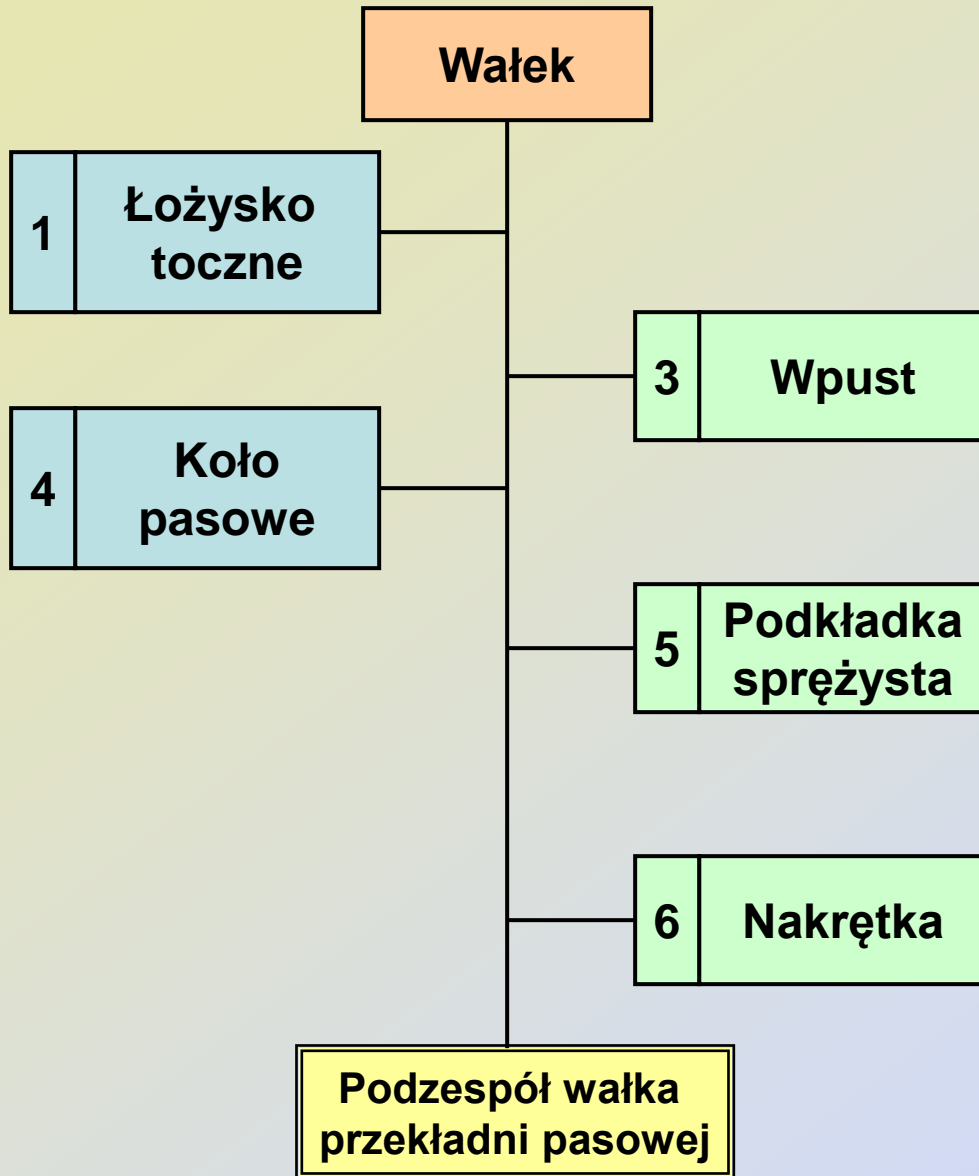 Wałek
1
Łożysko
toczne
3
Wpust
4
Koło
pasowe
5
Podkładka
sprężysta
6
Nakrętka
Podzespół wałka
przekładni pasowej